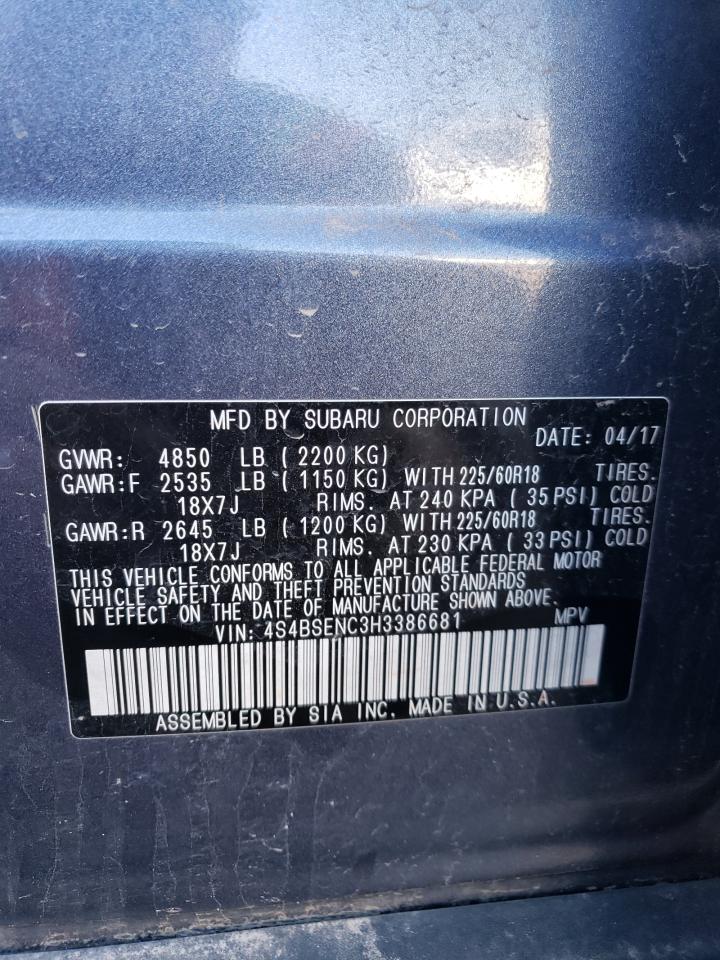 MFD BY SUBARU CORPORATION
DATE: 04/17
GVWR: 4850 LB ( 2200 KG)
GAWR:F 2535 LB ( 1150 KG) WITH 225/60R18 TIRES.
18X7J RIMS. AT 240 KPA ( 35 PSI) COLD
GAWR:R 2645 LB ( 1200 KG) WITH 225/60R18 TIRES.
18X7J RIMS. AT 230 KPA ( 33 PSI) COLD
THIS VEHICLE CONFORMS TO ALL APPLICABLE FEDERAL MOTOR
VEHICLE SAFETY AND THEFT PREVENTION STANDARDS
IN EFFECT ON THE DATE OF MANUFACTURE SHOWN ABOVE.
VIN: 4S4BSENC3H3386681 MPV
ASSEMBLED BY SIA INC. MADE IN U.S.A.